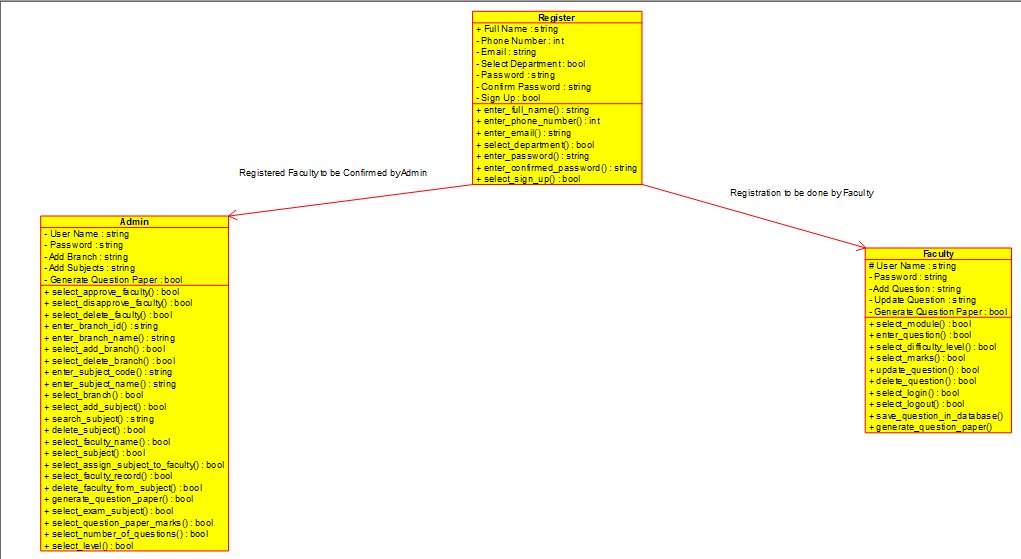 Register
+ Full Name : string
- Phone Number : int
- Email : string
- Select Department : bool
- Password : string
- Confirm Password : string
- Sign Up : bool
+ enter_full_name() : string
+ enter_phone_number() : int
+ enter_email() : string
+ select_department() : bool
+ enter_password() : string
+ enter_confirmed_password() : string
+ select_sign_up() : bool
Registered Faculty to be Confirmed by Admin
Registration to be done by Faculty
Admin
- User Name : string
- Password : string
- Add Branch : string
- Add Subjects : string
- Generate Question Paper : bool
+ select_approve_faculty() : bool
+ select_disapprove_faculty() : bool
+ select_delete_faculty() : bool
+ enter_branch_id() : string
+ enter_branch_name() : string
+ select_add_branch() : bool
+ select_delete_branch() : bool
+ enter_subject_code() : string
+ enter_subject_name() : string
+ select_branch() : bool
+ select_add_subject() : bool
+ search_subject() : string
+ delete_subject() : bool
+ select_faculty_name() : bool
+ select_subject() : bool
+ select_assign_subject_to_faculty() : bool
+ select_faculty_record() : bool
+ delete_faculty_from_subject() : bool
+ generate_question_paper() : bool
+ select_exam_subject() : bool
+ select_question_paper_marks() : bool
+ select_number_of_questions() : bool
+ select_level() : bool
Faculty
# User Name : string
- Password : string
- Add Question : string
- Update Question : string
- Generate Question Paper : bool
+ select_module() : bool
+ enter_question() : bool
+ select_difficulty_level() : bool
+ select_marks() : bool
+ update_question() : bool
+ delete_question() : bool
+ select_login() : bool
+ select_logout() : bool
+ save_question_in_database()
+ generate_question_paper()